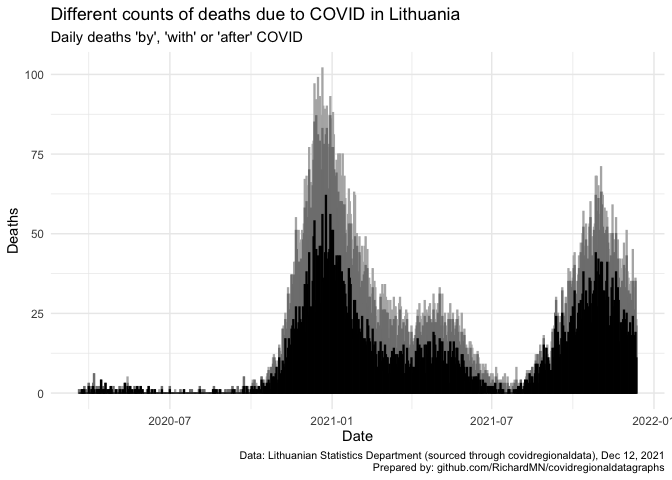 Different counts of deaths due to COVID in Lithuania
Daily deaths 'by', 'with' or 'after' COVID
100
75
50
25
0
Deaths
2020-07
2021-01
2021-07
2022-01
Date
Data: Lithuanian Statistics Department (sourced through covidregionaldata), Dec 12, 2021
Prepared by: github.com/RichardMN/covidregionaldatagraphs